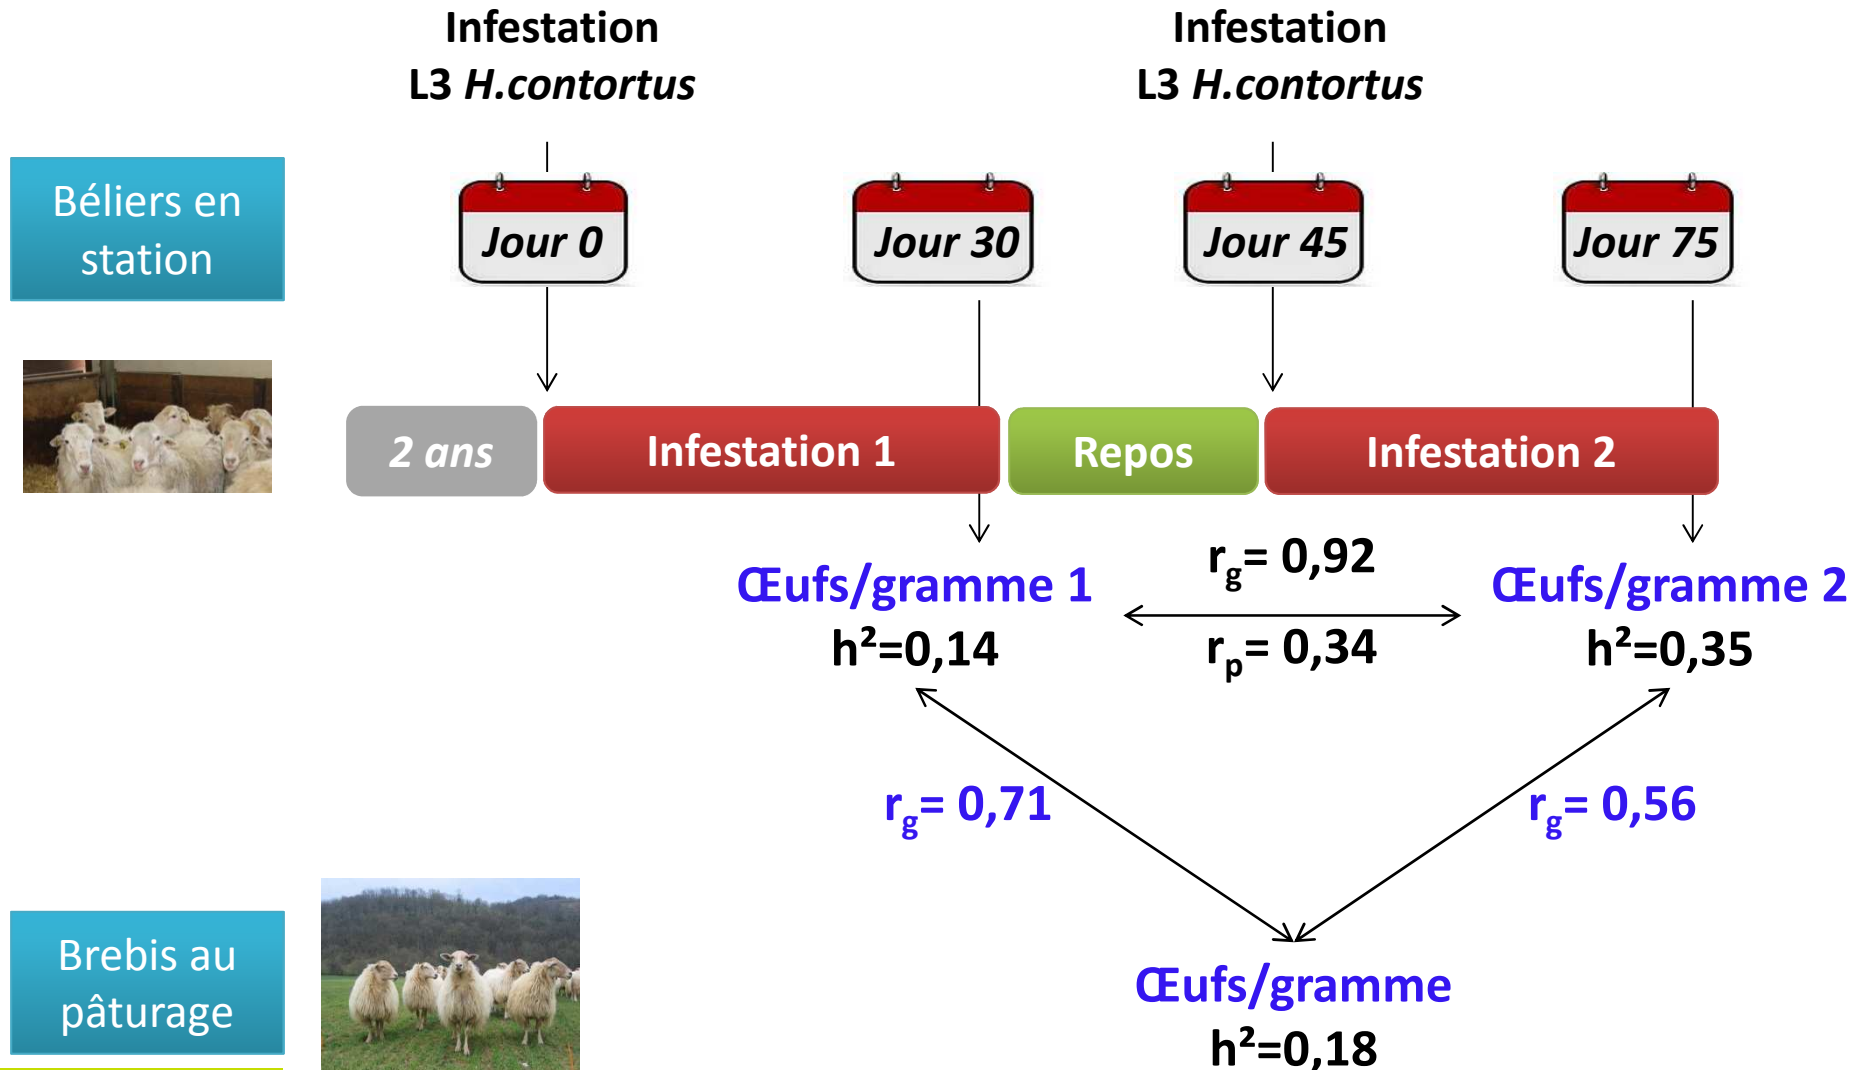 Infestation
L3 H.contortus
Infestation
L3 H.contortus
Béliers en
station
Jour 0
Jour 30
Jour 45
Jour 75
2 ans
Infestation 1
Repos
Infestation 2
Œufs/gramme 1
h²=0,14
rg= 0,92
rp= 0,34
Œufs/gramme 2
h²=0,35
rg= 0,71
rg= 0,56
Brebis au
pâturage
Œufs/gramme
h²=0,18